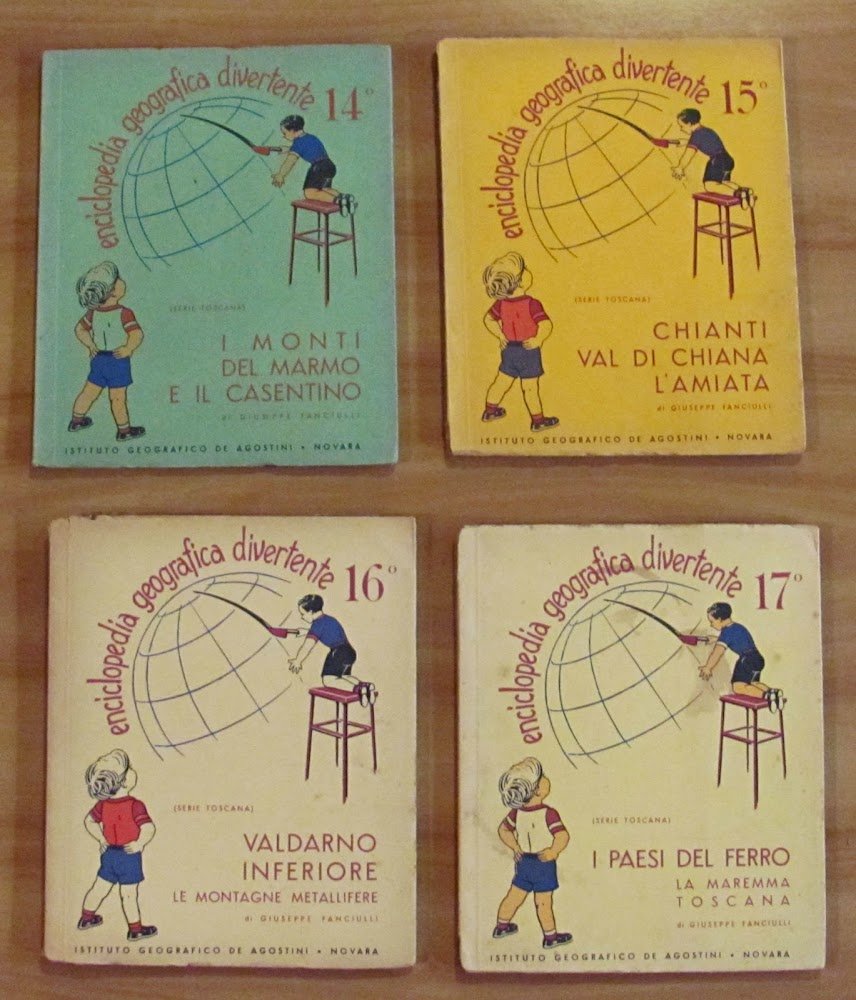 enciclopedia geografica divertente 14°
(SERIE TOSCANA)
I MONTI
DEL MARMO
E IL CASENTINO
di GIUSEPPE FANCIULLI
ISTITUTO GEOGRAFICO DE AGOSTINI • NOVARA
enciclopedia geografica divertente 15°
(SERIE TOSCANA)
CHIANTI
VAL DI CHIANA
L'AMIATA
di GIUSEPPE FANCIULLI
ISTITUTO GEOGRAFICO DE AGOSTINI • NOVARA
enciclopedia geografica divertente 16°
(SERIE TOSCANA)
VALDARNO
INFERIORE
LE MONTAGNE METALLIFERE
di GIUSEPPE FANCIULLI
ISTITUTO GEOGRAFICO DE AGOSTINI • NOVARA
enciclopedia geografica divertente 17°
(SERIE TOSCANA)
I PAESI DEL FERRO
LA MAREMMA
TOSCANA
di GIUSEPPE FANCIULLI
ISTITUTO GEOGRAFICO DE AGOSTINI • NOVARA